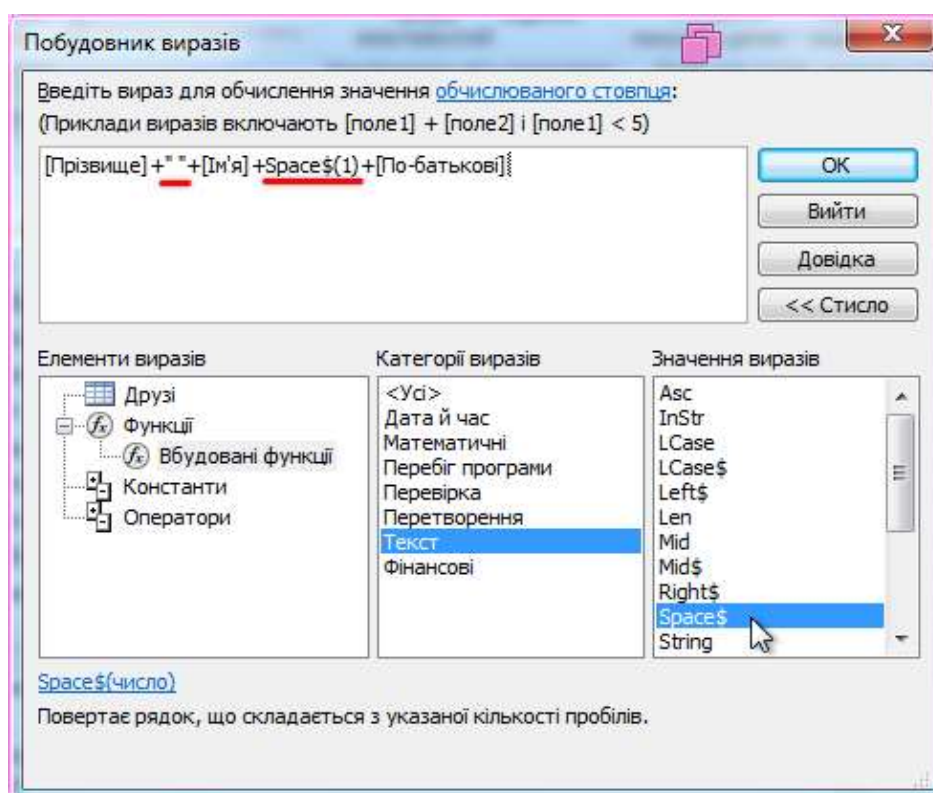 Побудовник виразів
Введіть вираз для обчислення значення обчислюваного стовпця:
(Приклади виразів включають [поле1] + [поле2] і [поле1] < 5)
[Прізвище]+" "+[Ім'я]+Space$(1)+[По-батькові]
ОК
Вийти
Довідка
<< Стисло
Елементи виразів
Друзі
Функції
Вбудовані функції
Константи
Оператори
Категорії виразів
<Усі>
Дата й час
Математичні
Перебіг програми
Перевірка
Перетворення
Текст
Фінансові
Значення виразів
Asc
InStr
LCase
LCase$
Left$
Len
Mid
Mid$
Right$
Space$
String
Space$(число)
Повертає рядок, що складається з указаної кількості пробілів.